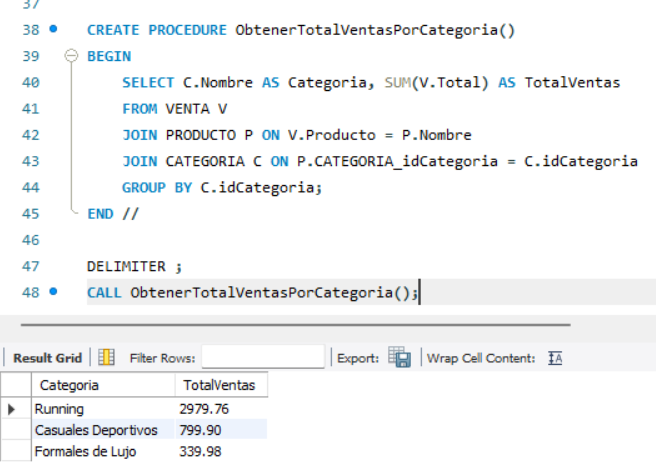 37
38 CREATE PROCEDURE ObtenerTotalVentasPorCategoria()
39 BEGIN
40 SELECT C.Nombre AS Categoria, SUM(V.Total) AS TotalVentas
41 FROM VENTA V
42 JOIN PRODUCTO P ON V.Producto = P.Nombre
43 JOIN CATEGORIA C ON P.CATEGORIA_idCategoria = C.idCategoria
44 GROUP BY C.idCategoria;
45 END //
46
47 DELIMITER ;
48 CALL ObtenerTotalVentasPorCategoria();
Result Grid Filter Rows: Export: Wrap Cell Content: IA
Categoria TotalVentas
Running 2979.76
Casuales Deportivos 799.90
Formales de Lujo 339.98